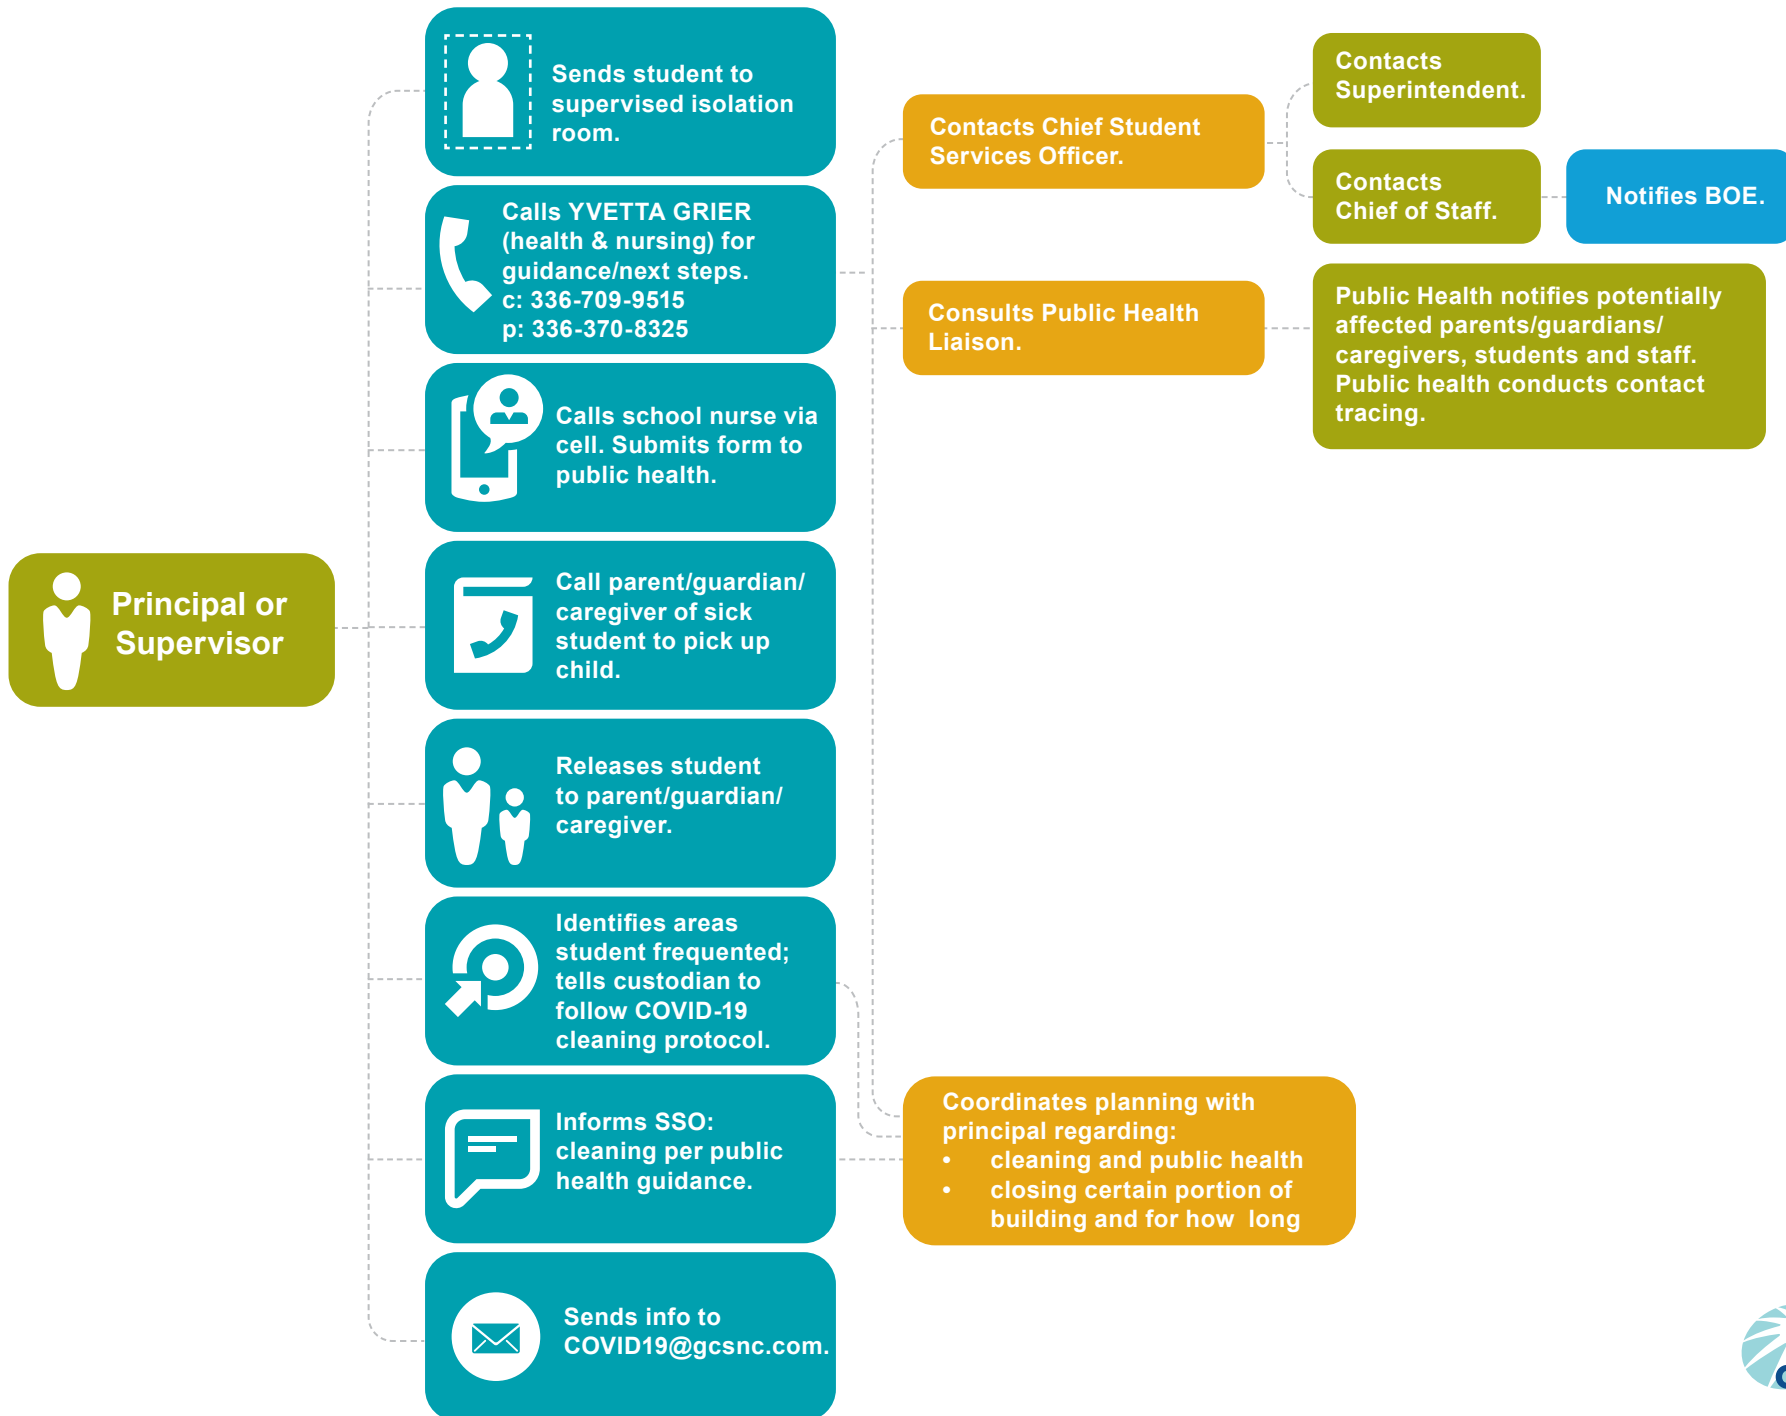 Principal or
Supervisor
Sends student to
supervised isolation
room.
Calls YVETTA GRIER
(health & nursing) for
guidance/next steps.
c: 336-709-9515
p: 336-370-8325
Calls school nurse via
cell. Submits form to
public health.
Call parent/guardian/
caregiver of sick
student to pick up
child.
Releases student
to parent/guardian/
caregiver.
Identifies areas
student frequented;
tells custodian to
follow COVID-19
cleaning protocol.
Informs SSO:
cleaning per public
health guidance.
Sends info to
COVID19@gcsnc.com.
Contacts Chief Student
Services Officer.
Consults Public Health
Liaison.
Coordinates planning with
principal regarding:
• cleaning and public health
• closing certain portion of
building and for how  long
Contacts
Superintendent.
Contacts
Chief of Staff.
Notifies BOE.
Public Health notifies potentially
affected parents/guardians/
caregivers, students and staff.
Public health conducts contact
tracing.